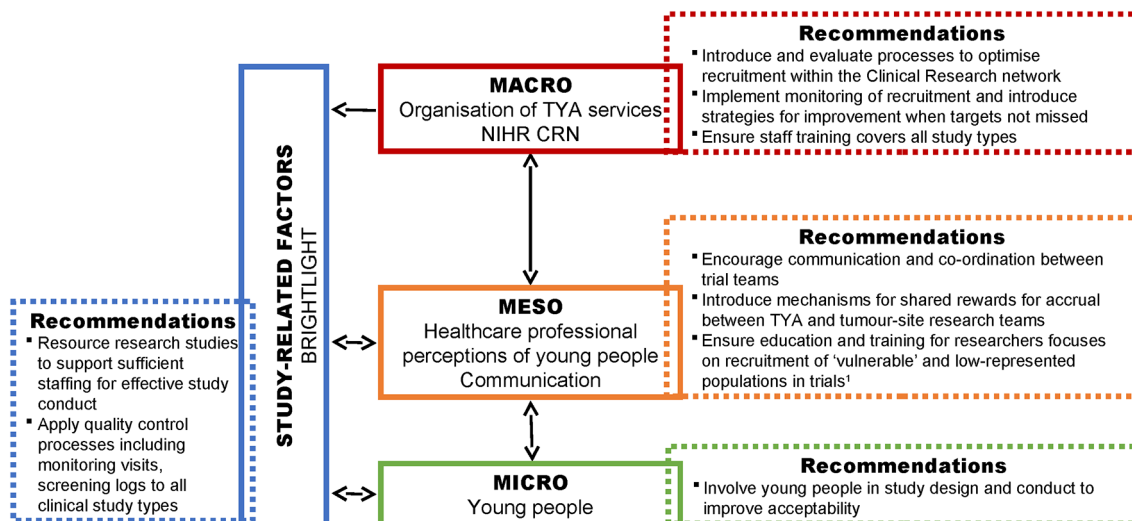 Recommendations
▪ Introduce and evaluate processes to optimise
recruitment within the Clinical Research network
▪ Implement monitoring of recruitment and introduce
strategies for improvement when targets not missed
▪ Ensure staff training covers all study types
MACRO
Organisation of TYA services
NIHR CRN
STUDY-RELATED FACTORS
BRIGHTLIGHT
Recommendations
▪ Encourage communication and co-ordination between
trial teams
▪ Introduce mechanisms for shared rewards for accrual
between TYA and tumour-site research teams
▪ Ensure education and training for researchers focuses
on recruitment of ‘vulnerable’ and low-represented
populations in trials¹
MESO
Healthcare professional
perceptions of young people
Communication
Recommendations
▪ Resource research studies
to support sufficient
staffing for effective study
conduct
▪ Apply quality control
processes including
monitoring visits,
screening logs to all
clinical study types
MICRO
Young people
Recommendations
▪ Involve young people in study design and conduct to
improve acceptability